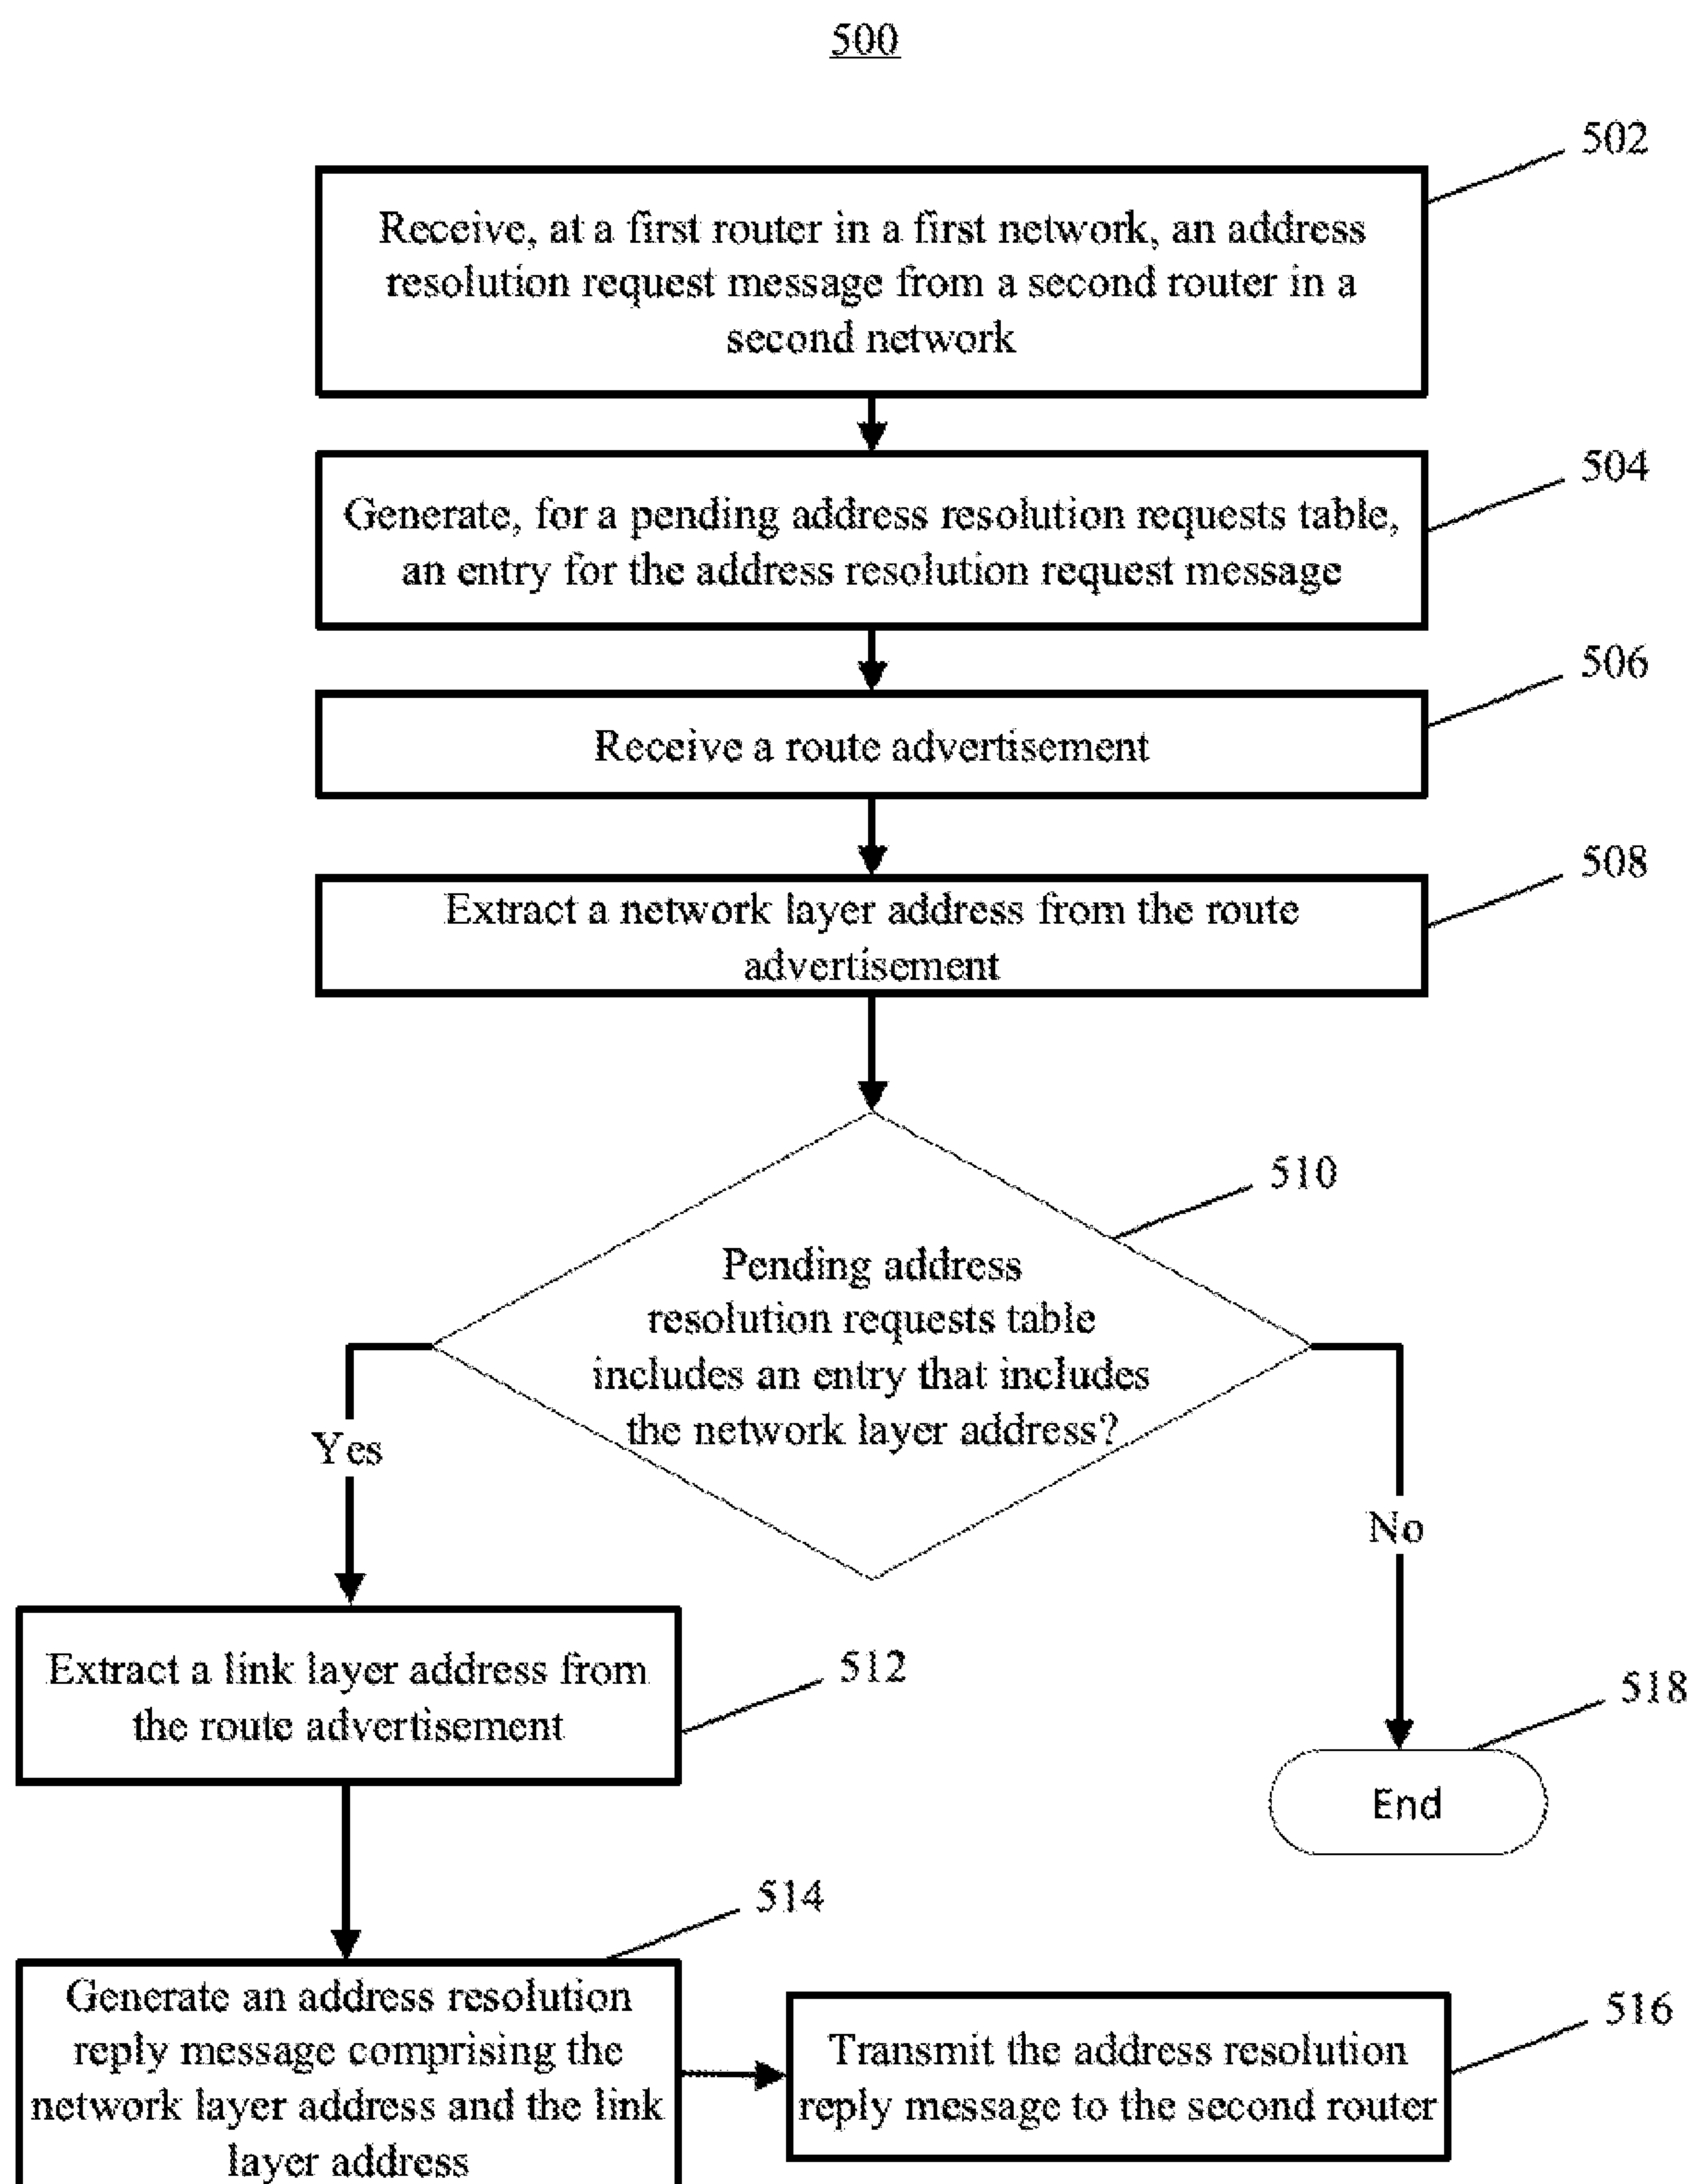 500
502
Receive, at a first router in a first network, an address
resolution request message from a second router in a
second network
504
Generate, for a pending address resolution requests table,
an entry for the address resolution request message
506
Receive a route advertisement
508
Extract a network layer address from the route
advertisement
510
Pending address
resolution requests table
includes an entry that includes
the network layer address?
Yes
No
Extract a link layer address from
the route advertisement
512
518
End
514
Generate an address resolution
reply message comprising the
network layer address and the link
layer address
516
Transmit the address resolution
reply message to the second router